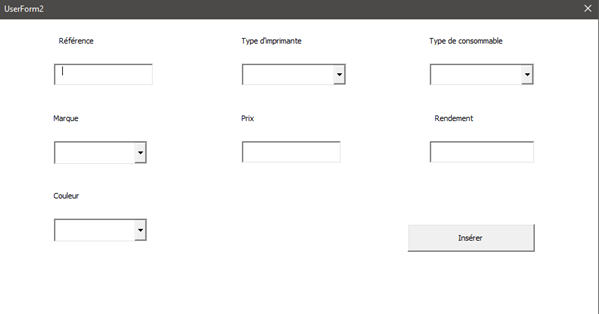 UserForm2
Référence
Type d'imprimante
Type de consommable
Marque
Prix
Rendement
Couleur
Insérer